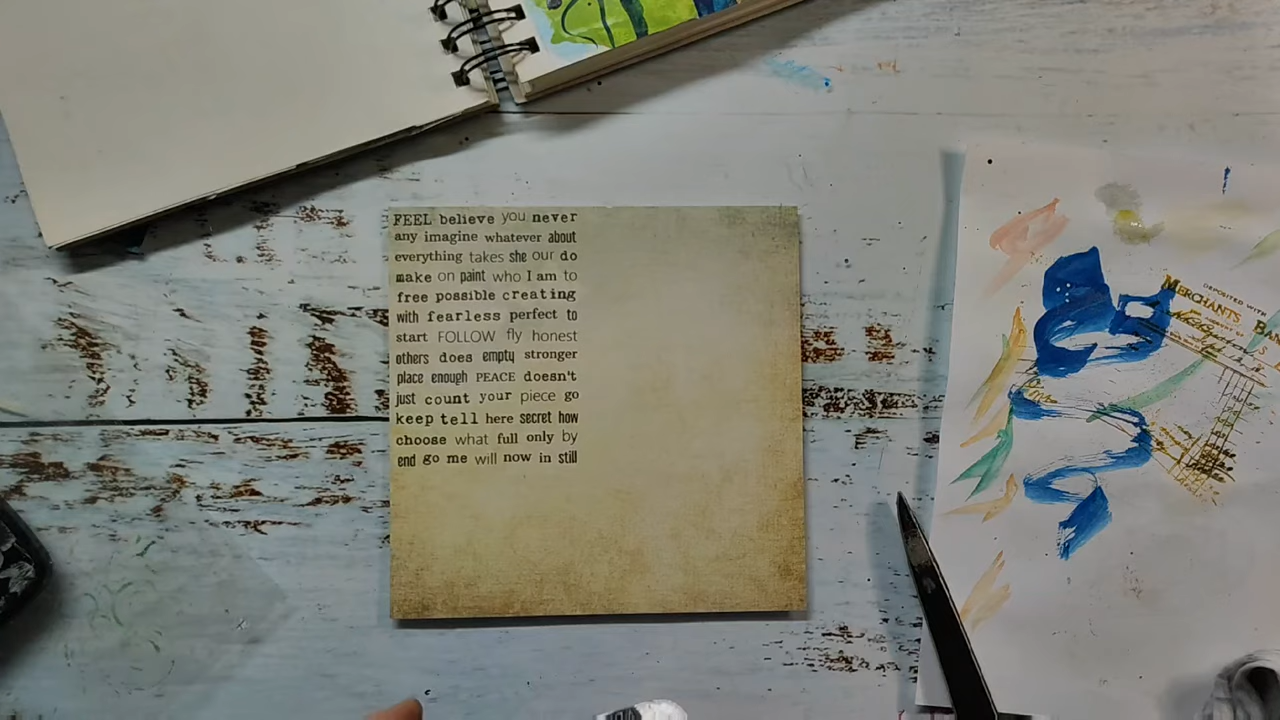 FEEL believe you never
any imagine whatever about
everything takes she our do
make on paint who I am to
free possible creating
with fearless perfect to
start FOLLOW fly honest
others does empty stronger
place enough PEACE doesn't
just count your piece go
keep tell here secret how
choose what full only by
end go me will now in still
DEPOSITED WITH
MERCHANTS